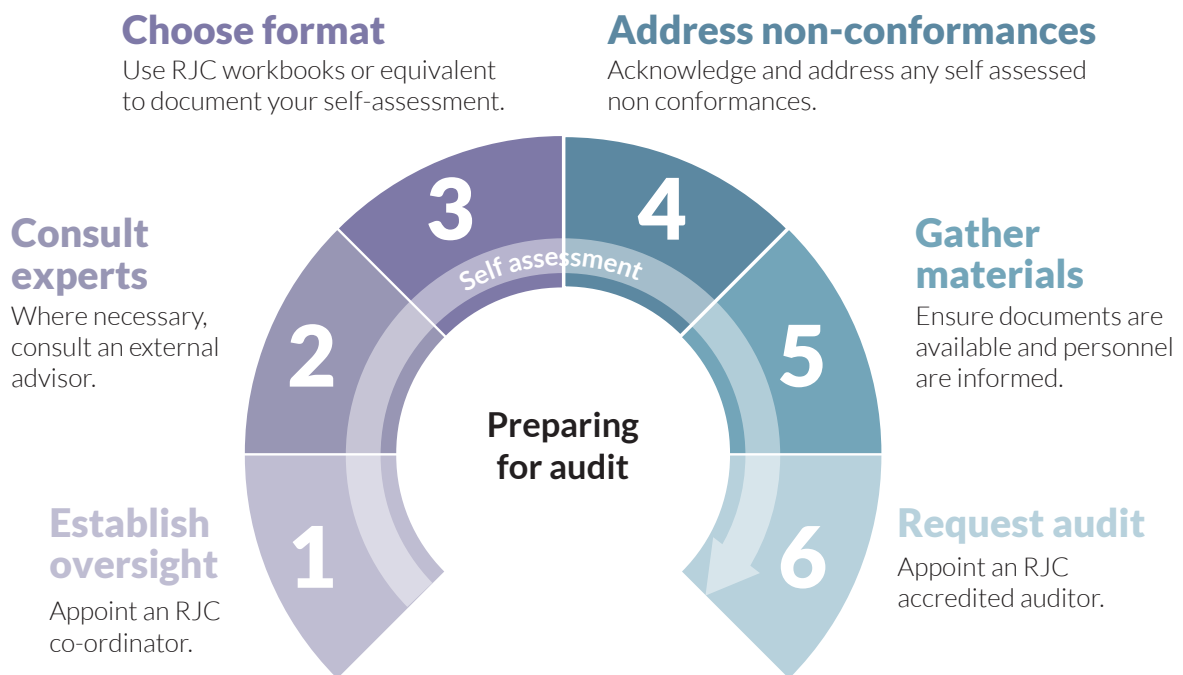 Choose format
Use RJC workbooks or equivalent
to document your self-assessment.
Address non-conformances
Acknowledge and address any self assessed
non conformances.
3
4
Self assessment
Consult
experts
Where necessary,
consult an external
advisor.
2
Gather
materials
Ensure documents are
available and personnel
are informed.
5
Preparing
for audit
Establish
oversight
Appoint an RJC
co-ordinator.
1
Request audit
Appoint an RJC
accredited auditor.
6